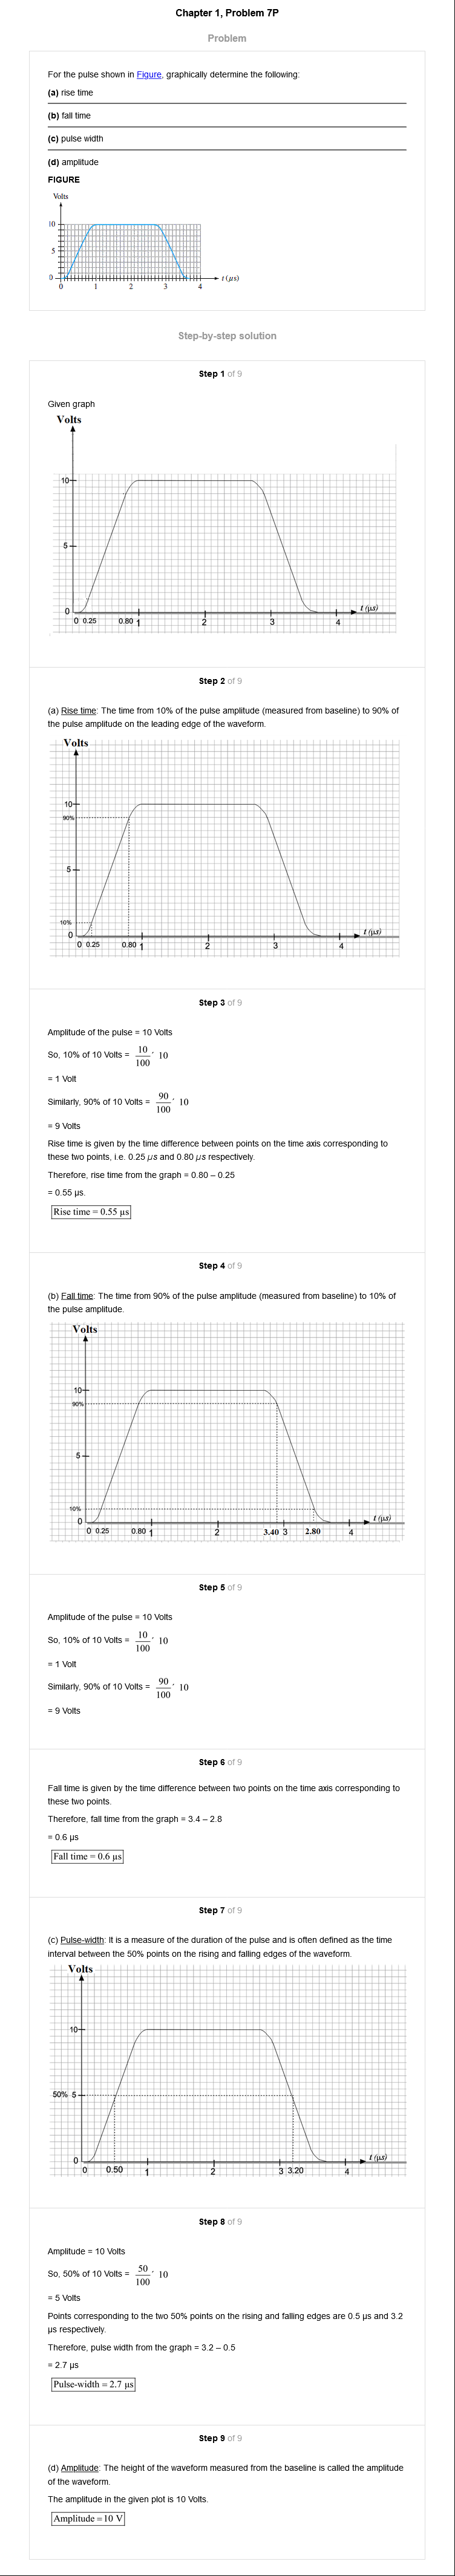 Chapter 1, Problem 7P
Problem
For the pulse shown in Figure, graphically determine the following:
(a) rise time
(b) fall time
(c) pulse width
(d) amplitude
FIGURE
Volts
10
5
0
0 1 2 3 4
t (μs)
Step-by-step solution
Step 1 of 9
Given graph
Volts
10
5
0
t (μs)
0 0.25 0.80 1 2 3 4
Step 2 of 9
(a) Rise time: The time from 10% of the pulse amplitude (measured from baseline) to 90% of
the pulse amplitude on the leading edge of the waveform.
Volts
10
90%
5
10%
0
t (μs)
0 0.25 0.80 1 2 3 4
Step 3 of 9
Amplitude of the pulse = 10 Volts
So, 10% of 10 Volts = 10/100 · 10
= 1 Volt
Similarly, 90% of 10 Volts = 90/100 · 10
= 9 Volts
Rise time is given by the time difference between points on the time axis corresponding to
these two points, i.e. 0.25 μs and 0.80 μs respectively.
Therefore, rise time from the graph = 0.80 – 0.25
= 0.55 μs.
Rise time = 0.55 μs
Step 4 of 9
(b) Fall time: The time from 90% of the pulse amplitude (measured from baseline) to 10% of
the pulse amplitude.
Volts
10
90%
5
10%
0
t (μs)
0 0.25 0.80 1 2 3.40 3 2.80 4
Step 5 of 9
Amplitude of the pulse = 10 Volts
So, 10% of 10 Volts = 10/100 · 10
= 1 Volt
Similarly, 90% of 10 Volts = 90/100 · 10
= 9 Volts
Step 6 of 9
Fall time is given by the time difference between two points on the time axis corresponding to
these two points.
Therefore, fall time from the graph = 3.4 – 2.8
= 0.6 μs
Fall time = 0.6 μs
Step 7 of 9
(c) Pulse-width: It is a measure of the duration of the pulse and is often defined as the time
interval between the 50% points on the rising and falling edges of the waveform.
Volts
10
50% 5
0
t (μs)
0 0.50 1 2 3 3.20 4
Step 8 of 9
Amplitude = 10 Volts
So, 50% of 10 Volts = 50/100 · 10
= 5 Volts
Points corresponding to the two 50% points on the rising and falling edges are 0.5 μs and 3.2
μs respectively.
Therefore, pulse width from the graph = 3.2 – 0.5
= 2.7 μs
Pulse-width = 2.7 μs
Step 9 of 9
(d) Amplitude: The height of the waveform measured from the baseline is called the amplitude
of the waveform.
The amplitude in the given plot is 10 Volts.
Amplitude = 10 V